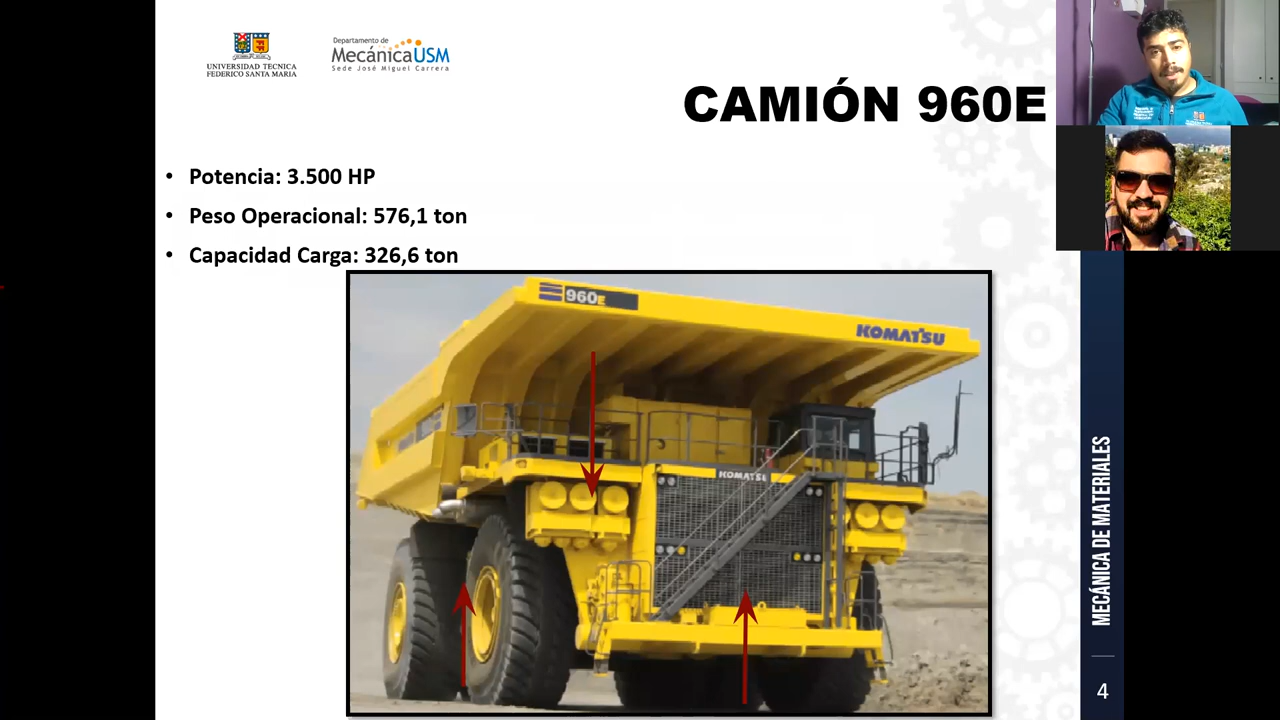 UNIVERSIDAD TECNICA
FEDERICO SANTA MARIA
Departamento de
MecánicaUSM
Sede José Miguel Carrera
CAMIÓN 960E
• Potencia: 3.500 HP
• Peso Operacional: 576,1 ton
• Capacidad Carga: 326,6 ton
960E
KOMATSU
KOMATSU
MECÁNICA DE MATERIALES
4